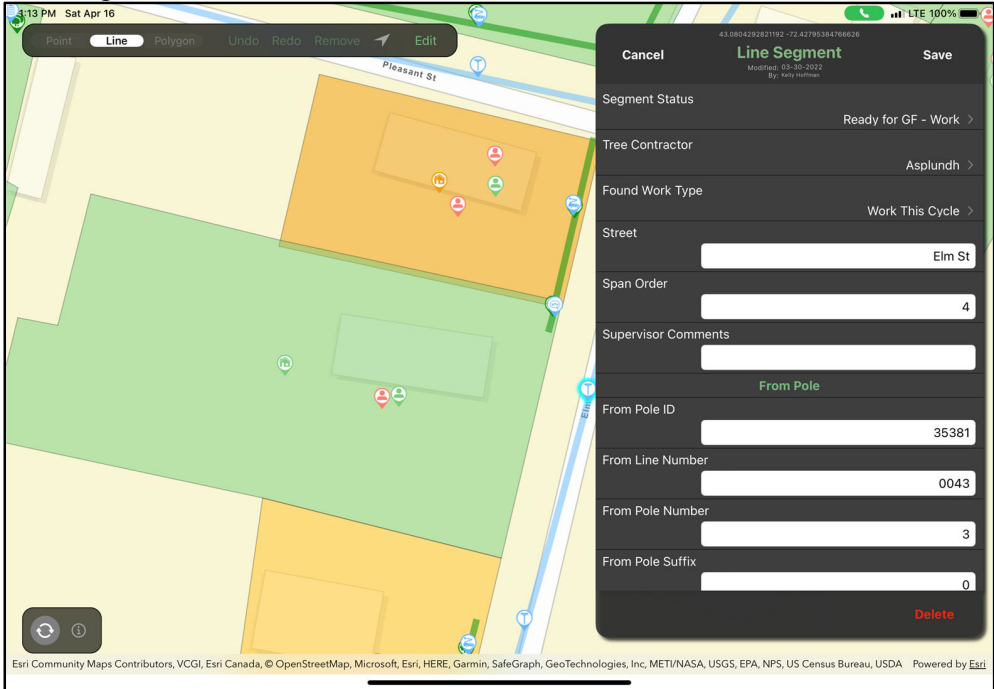 4:13 PM Sat Apr 16
LTE 100%
Point Line Polygon Undo Redo Remove Edit
Pleasant St
43.0804292821192 -72.42795384766626
Cancel Line Segment Save
Modified: 03-30-2022
By: Kelly Hoffman
Segment Status
Ready for GF - Work >
Tree Contractor
Asplundh >
Found Work Type
Work This Cycle >
Street
Elm St
Span Order
4
Supervisor Comments
From Pole
From Pole ID
35381
From Line Number
0043
From Pole Number
3
From Pole Suffix
0
Delete
Elm
Esri Community Maps Contributors, VCGI, Esri Canada, © OpenStreetMap, Microsoft, Esri, HERE, Garmin, SafeGraph, GeoTechnologies, Inc, METI/NASA, USGS, EPA, NPS, US Census Bureau, USDA Powered by Esri